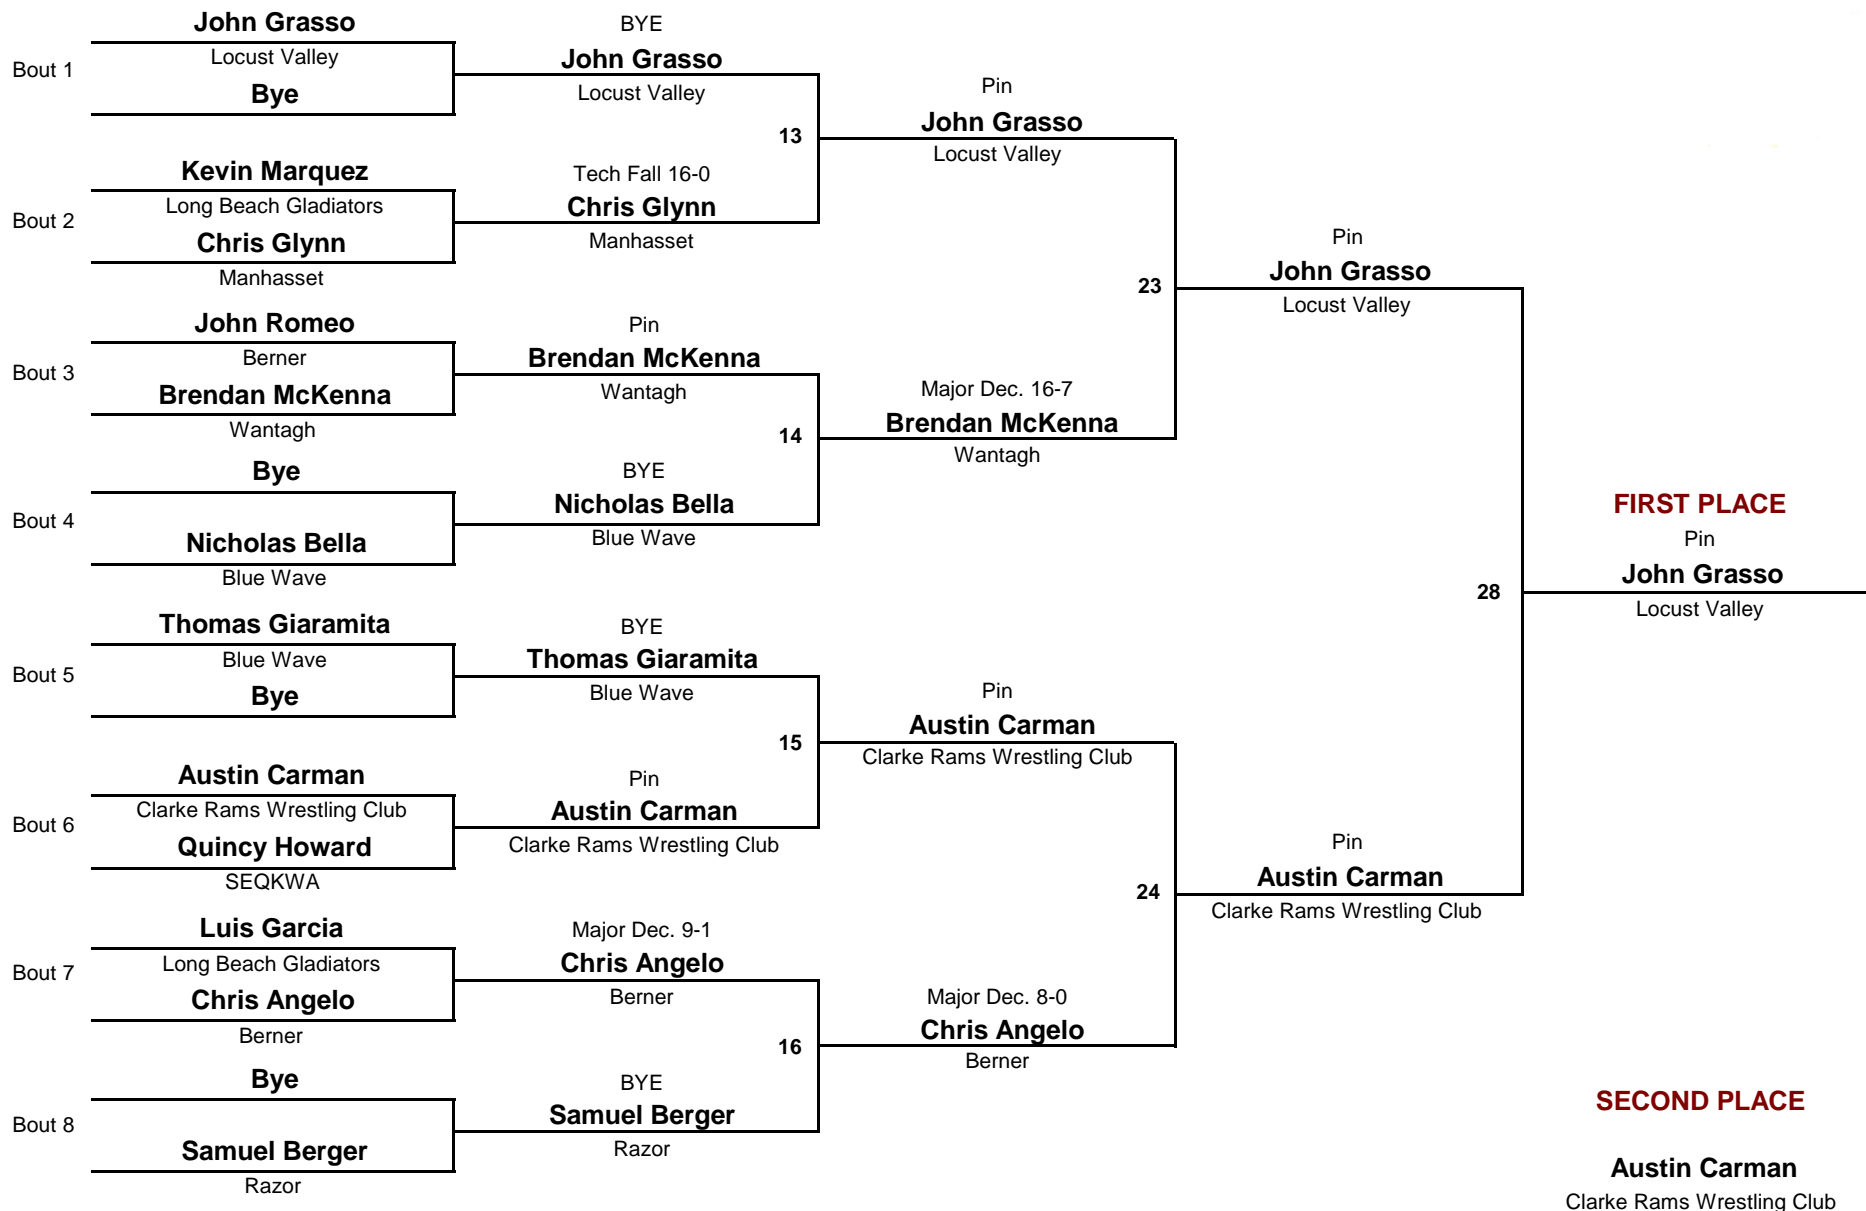 John Grasso
Bout 1
Locust Valley
Bye
Kevin Marquez
Bout 2
Long Beach Gladiators
Chris Glynn
Manhasset
John Romeo
Bout 3
Berner
Brendan McKenna
Wantagh
Bye
Bout 4
Nicholas Bella
Blue Wave
Thomas Giaramita
Bout 5
Blue Wave
Bye
Austin Carman
Bout 6
Clarke Rams Wrestling Club
Quincy Howard
SEQKWA
Luis Garcia
Bout 7
Long Beach Gladiators
Chris Angelo
Berner
Bye
Bout 8
Samuel Berger
Razor
BYE
John Grasso
Locust Valley
13
Tech Fall 16-0
Chris Glynn
Manhasset
Pin
Brendan McKenna
Wantagh
14
BYE
Nicholas Bella
Blue Wave
BYE
Thomas Giaramita
Blue Wave
15
Pin
Austin Carman
Clarke Rams Wrestling Club
Major Dec. 9-1
Chris Angelo
Berner
16
BYE
Samuel Berger
Razor
Pin
John Grasso
Locust Valley
23
Major Dec. 16-7
Brendan McKenna
Wantagh
Pin
Austin Carman
Clarke Rams Wrestling Club
24
Major Dec. 8-0
Chris Angelo
Berner
Pin
John Grasso
Locust Valley
28
Pin
Austin Carman
Clarke Rams Wrestling Club
FIRST PLACE
Pin
John Grasso
Locust Valley
SECOND PLACE
Austin Carman
Clarke Rams Wrestling Club